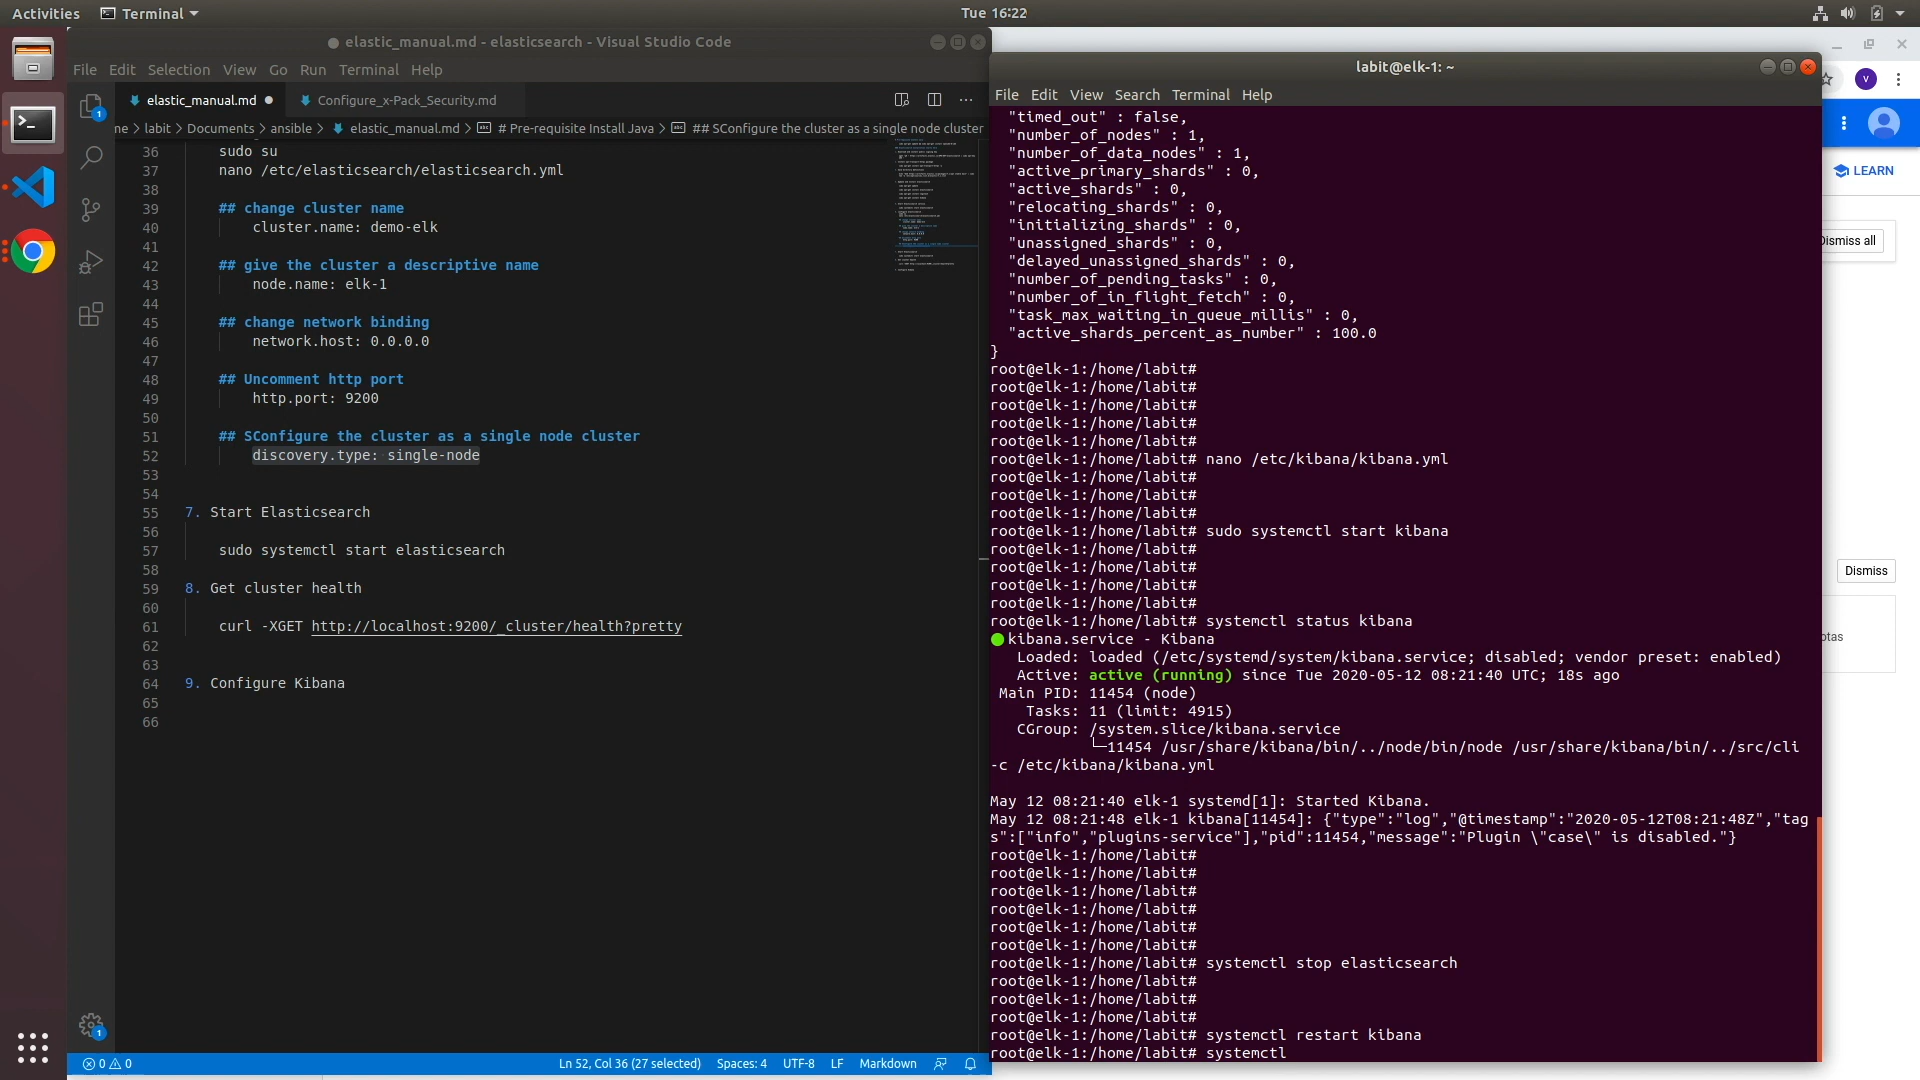 Activities
Terminal
Tue 16:22
elastic_manual.md - elasticsearch - Visual Studio Code
File Edit Selection View Go Run Terminal Help
elastic_manual.md
Configure_x-Pack_Security.md
me > labit > Documents > ansible > elastic_manual.md > # Pre-requisite Install Java > ## SConfigure the cluster as a single node cluster
36 sudo su
37 nano /etc/elasticsearch/elasticsearch.yml
38
39 ## change cluster name
40 cluster.name: demo-elk
41
42 ## give the cluster a descriptive name
43 node.name: elk-1
44
45 ## change network binding
46 network.host: 0.0.0.0
47
48 ## Uncomment http port
49 http.port: 9200
50
51 ## SConfigure the cluster as a single node cluster
52 discovery.type: single-node
53
54
55 7. Start Elasticsearch
56
57 sudo systemctl start elasticsearch
58
59 8. Get cluster health
60
61 curl -XGET http://localhost:9200/_cluster/health?pretty
62
63
64 9. Configure Kibana
65
66
1
1
0 0
Ln 52, Col 36 (27 selected)
Spaces: 4
UTF-8
LF
Markdown
labit@elk-1: ~
File Edit View Search Terminal Help
"timed_out" : false,
"number_of_nodes" : 1,
"number_of_data_nodes" : 1,
"active_primary_shards" : 0,
"active_shards" : 0,
"relocating_shards" : 0,
"initializing_shards" : 0,
"unassigned_shards" : 0,
"delayed_unassigned_shards" : 0,
"number_of_pending_tasks" : 0,
"number_of_in_flight_fetch" : 0,
"task_max_waiting_in_queue_millis" : 0,
"active_shards_percent_as_number" : 100.0
}
root@elk-1:/home/labit#
root@elk-1:/home/labit#
root@elk-1:/home/labit#
root@elk-1:/home/labit#
root@elk-1:/home/labit#
root@elk-1:/home/labit# nano /etc/kibana/kibana.yml
root@elk-1:/home/labit#
root@elk-1:/home/labit#
root@elk-1:/home/labit#
root@elk-1:/home/labit# sudo systemctl start kibana
root@elk-1:/home/labit#
root@elk-1:/home/labit#
root@elk-1:/home/labit#
root@elk-1:/home/labit#
root@elk-1:/home/labit# systemctl status kibana
● kibana.service - Kibana
Loaded: loaded (/etc/systemd/system/kibana.service; disabled; vendor preset: enabled)
Active: active (running) since Tue 2020-05-12 08:21:40 UTC; 18s ago
Main PID: 11454 (node)
Tasks: 11 (limit: 4915)
CGroup: /system.slice/kibana.service
└─11454 /usr/share/kibana/bin/../node/bin/node /usr/share/kibana/bin/../src/cli
-c /etc/kibana/kibana.yml
May 12 08:21:40 elk-1 systemd[1]: Started Kibana.
May 12 08:21:48 elk-1 kibana[11454]: {"type":"log","@timestamp":"2020-05-12T08:21:48Z","tag
s":["info","plugins-service"],"pid":11454,"message":"Plugin \"case\" is disabled."}
root@elk-1:/home/labit#
root@elk-1:/home/labit#
root@elk-1:/home/labit#
root@elk-1:/home/labit#
root@elk-1:/home/labit#
root@elk-1:/home/labit#
root@elk-1:/home/labit# systemctl stop elasticsearch
root@elk-1:/home/labit#
root@elk-1:/home/labit#
root@elk-1:/home/labit#
root@elk-1:/home/labit# systemctl restart kibana
root@elk-1:/home/labit# systemctl
V
LEARN
Dismiss all
Dismiss
otas